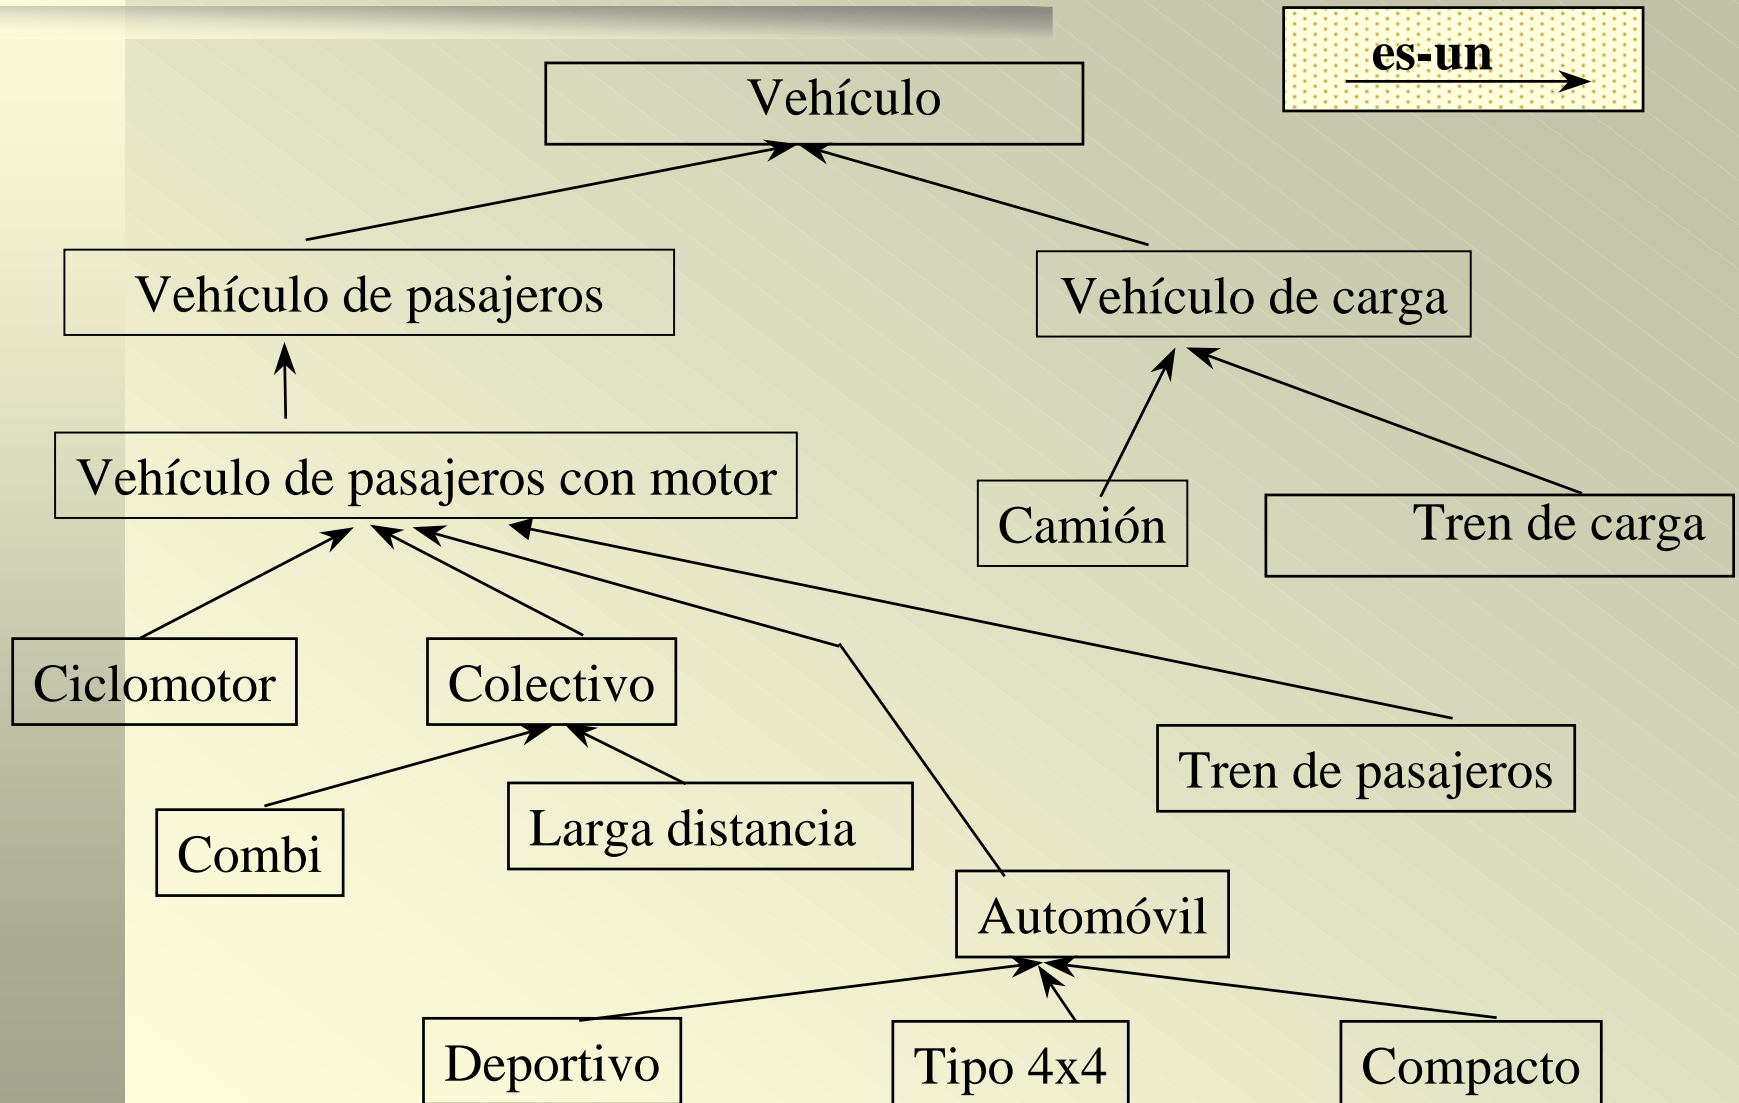 es-un
Vehículo
Vehículo de pasajeros
Vehículo de carga
Vehículo de pasajeros con motor
Camión
Tren de carga
Ciclomotor
Colectivo
Tren de pasajeros
Combi
Larga distancia
Automóvil
Deportivo
Tipo 4x4
Compacto